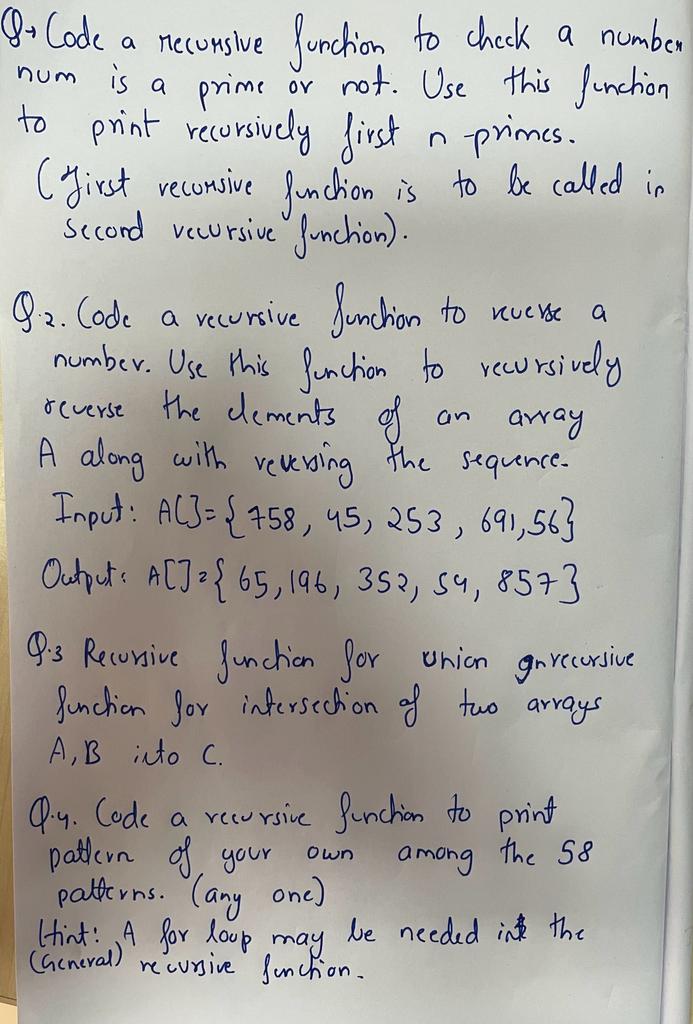 Q→ Code a recursive function to check a number
num is a prime or not. Use this function
to print recursively first n-primes.
(First recursive function is to be called in
second recursive function).
Q.2. Code a recursive function to reverse a
number. Use this function to recursively
reverse the elements of an array
A along with reversing the sequence.
Input: A[]={758, 45, 253, 691,56}
Output: A[]={65,196, 352, 54, 857}
Q.3 Recursive function for union recursive
function for intersection of two arrays
A,B into C.
Q.4. Code a recursive function to print
pattern of your own among the 58
patterns. (any one)
Hint: A for loop may be needed in the
(General) recursive function.